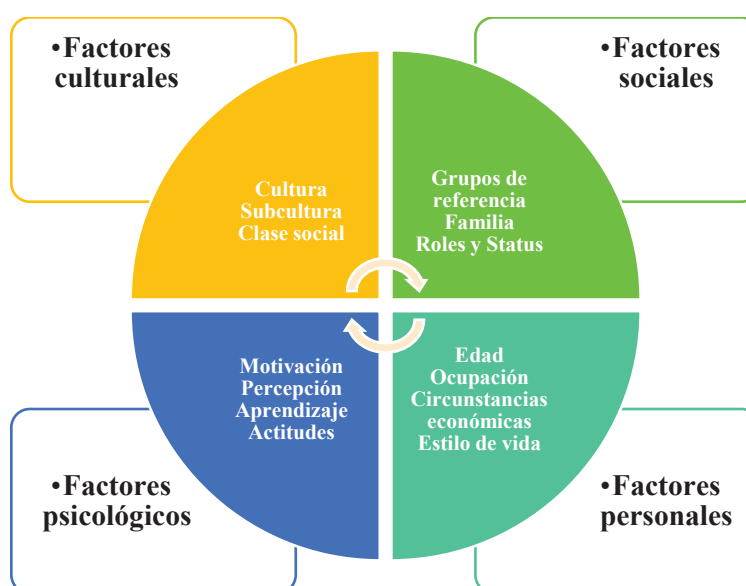 •Factores
culturales
•Factores
sociales
Cultura
Subcultura
Clase social
Grupos de
referencia
Familia
Roles y Status
Motivación
Percepción
Aprendizaje
Actitudes
Edad
Ocupación
Circunstancias
económicas
Estilo de vida
•Factores
psicológicos
•Factores
personales